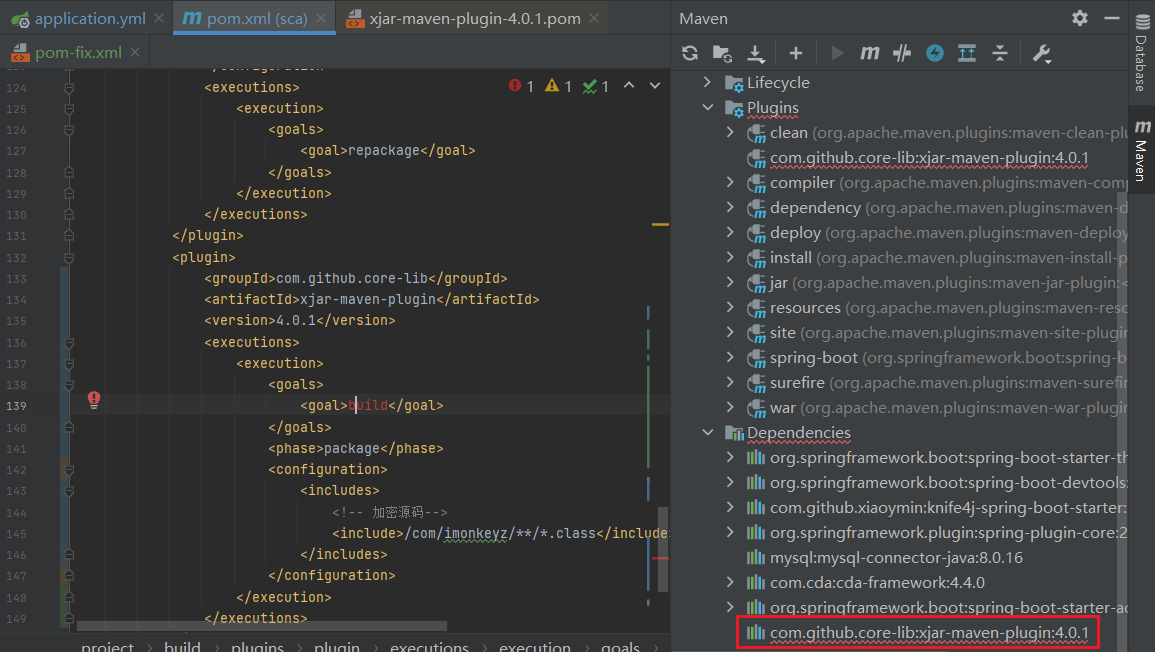 application.yml
pom.xml (sca)
xjar-maven-plugin-4.0.1.pom
pom-fix.xml
1 1 1
124 <executions>
125 <execution>
126 <goals>
127 <goal>repackage</goal>
128 </goals>
129 </execution>
130 </executions>
131 </plugin>
132 <plugin>
133 <groupId>com.github.core-lib</groupId>
134 <artifactId>xjar-maven-plugin</artifactId>
135 <version>4.0.1</version>
136 <executions>
137 <execution>
138 <goals>
139 <goal>build</goal>
140 </goals>
141 <phase>package</phase>
142 <configuration>
143 <includes>
144 <!-- 加密源码-->
145 <include>/com/imonkeyz/**/*.class</include
146 </includes>
147 </configuration>
148 </execution>
149 </executions>
project › build › plugins › plugin › executions › execution › goals
Maven
Lifecycle
Plugins
clean (org.apache.maven.plugins:maven-clean-plu
com.github.core-lib:xjar-maven-plugin:4.0.1
compiler (org.apache.maven.plugins:maven-comp
dependency (org.apache.maven.plugins:maven-d
deploy (org.apache.maven.plugins:maven-deploy
install (org.apache.maven.plugins:maven-install-p
jar (org.apache.maven.plugins:maven-jar-plugin:<
resources (org.apache.maven.plugins:maven-reso
site (org.apache.maven.plugins:maven-site-plugin
spring-boot (org.springframework.boot:spring-b
surefire (org.apache.maven.plugins:maven-surefir
war (org.apache.maven.plugins:maven-war-plugin
Dependencies
org.springframework.boot:spring-boot-starter-th
org.springframework.boot:spring-boot-devtools:
com.github.xiaoymin:knife4j-spring-boot-starter:
org.springframework.plugin:spring-plugin-core:2
mysql:mysql-connector-java:8.0.16
com.cda:cda-framework:4.4.0
org.springframework.boot:spring-boot-starter-ac
com.github.core-lib:xjar-maven-plugin:4.0.1
Database
Maven